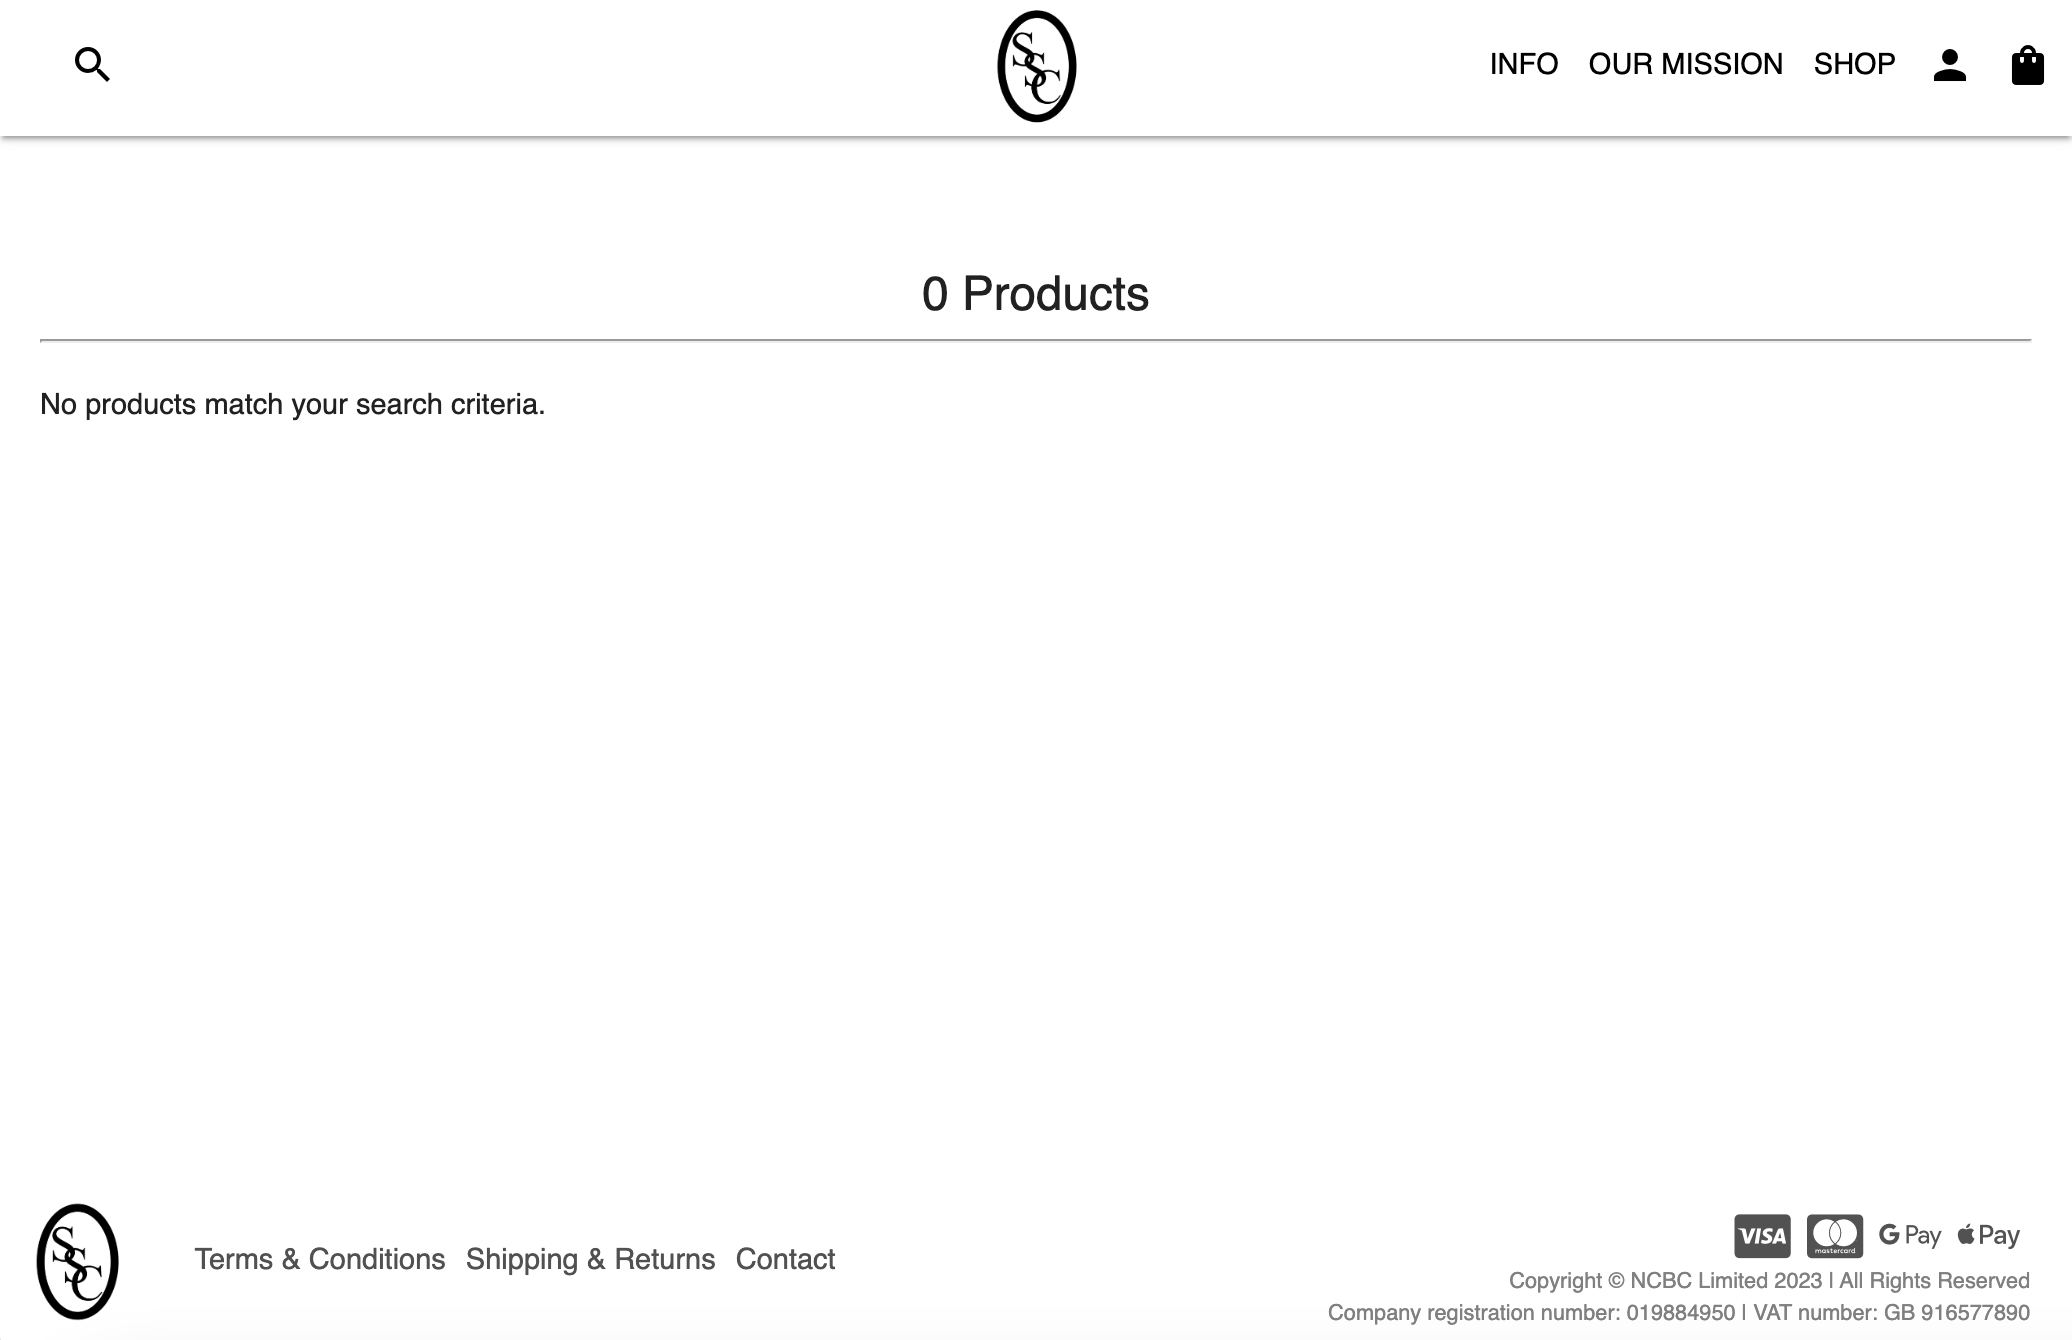 SSC
INFO OUR MISSION SHOP
0 Products
No products match your search criteria.
SSC
Terms & Conditions Shipping & Returns Contact
VISA mastercard G Pay Pay
Copyright © NCBC Limited 2023 | All Rights Reserved
Company registration number: 019884950 | VAT number: GB 916577890